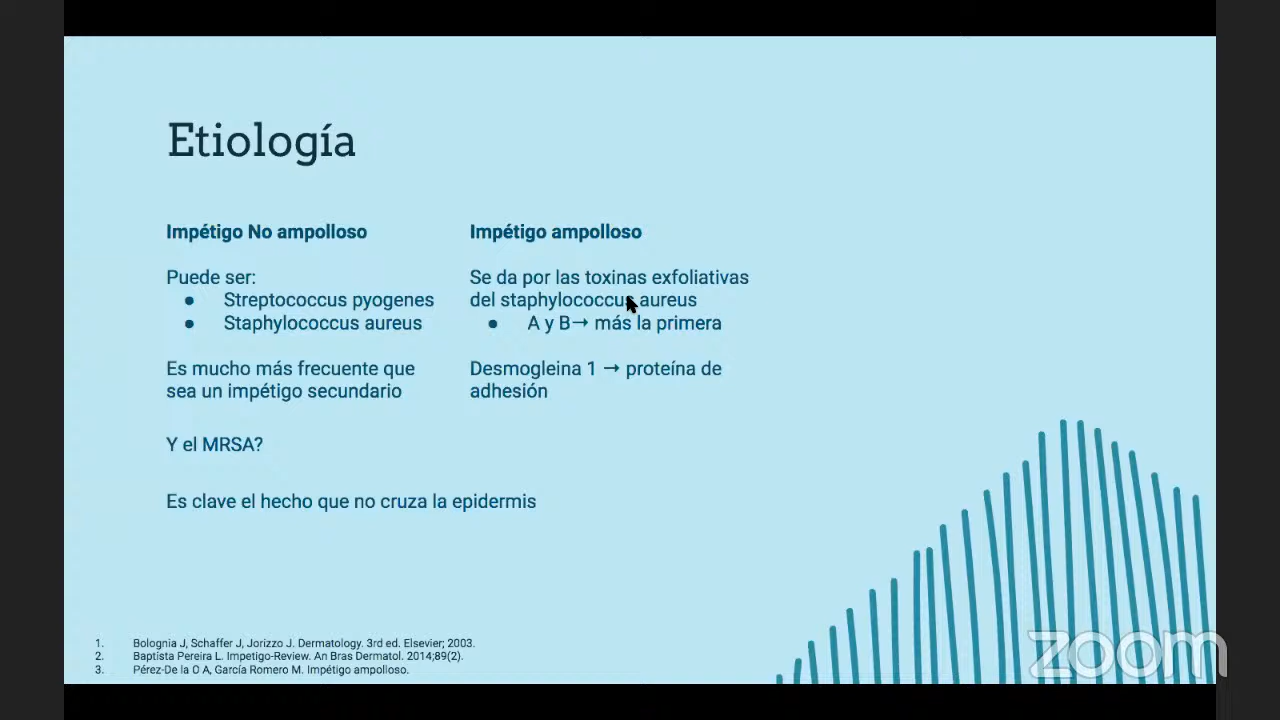 Etiología
Impétigo No ampolloso
Puede ser:
● Streptococcus pyogenes
● Staphylococcus aureus
Es mucho más frecuente que
sea un impétigo secundario
Y el MRSA?
Es clave el hecho que no cruza la epidermis
Impétigo ampolloso
Se da por las toxinas exfoliativas
del staphylococcus aureus
● A y B→ más la primera
Desmogleina 1 → proteína de
adhesión
1. Bolognia J, Schaffer J, Jorizzo J. Dermatology. 3rd ed. Elsevier; 2003.
2. Baptista Pereira L. Impetigo-Review. An Bras Dermatol. 2014;89(2).
3. Pérez-De la O A, García Romero M. Impétigo ampolloso.
zoom